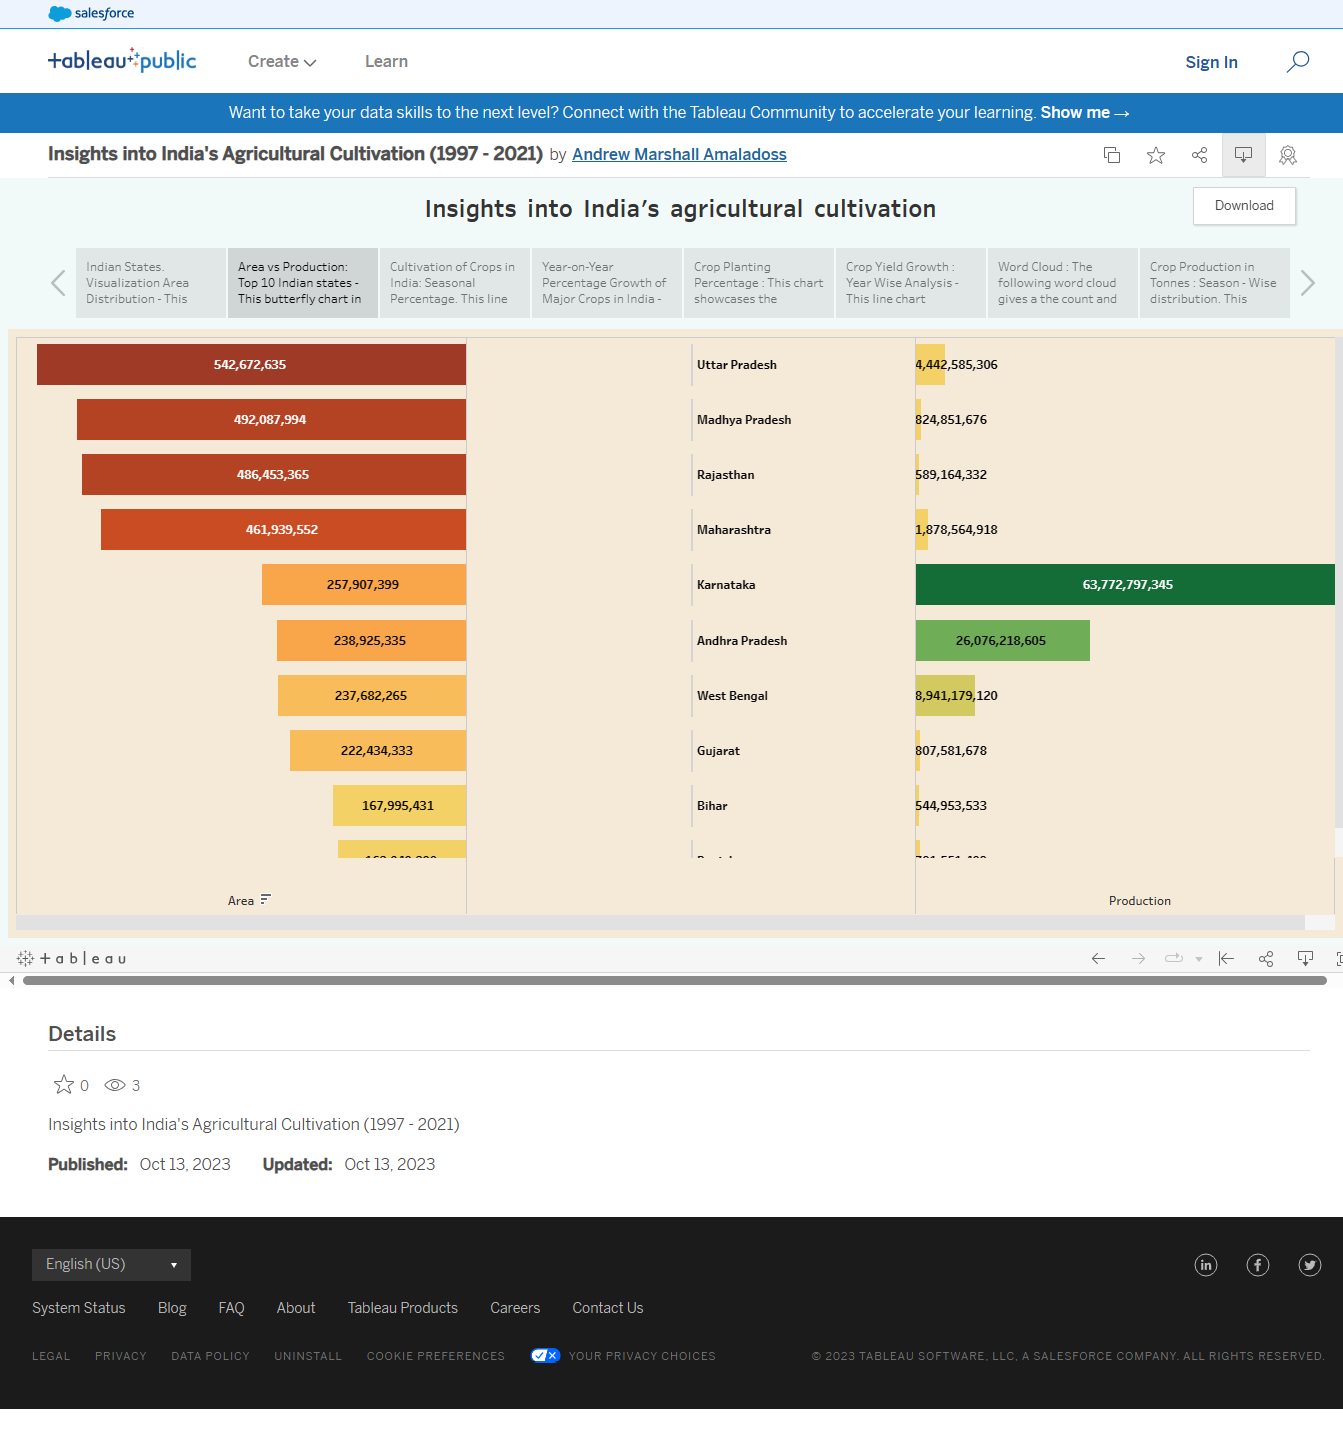 salesforce
+ableau+public
Create
Learn
Sign In
Want to take your data skills to the next level? Connect with the Tableau Community to accelerate your learning. Show me →
Insights into India's Agricultural Cultivation (1997 - 2021) by Andrew Marshall Amaladoss
Insights into India's agricultural cultivation
Download
Indian States.
Visualization Area
Distribution - This
Area vs Production:
Top 10 Indian states -
This butterfly chart in
Cultivation of Crops in
India: Seasonal
Percentage. This line
Year-on-Year
Percentage Growth of
Major Crops in India -
Crop Planting
Percentage : This chart
showcases the
Crop Yield Growth :
Year Wise Analysis -
This line chart
Word Cloud : The
following word cloud
gives a the count and
Crop Production in
Tonnes : Season - Wise
distribution. This
542,672,635 Uttar Pradesh 4,442,585,306
492,087,994 Madhya Pradesh 824,851,676
486,453,365 Rajasthan 589,164,332
461,939,552 Maharashtra 1,878,564,918
257,907,399 Karnataka 63,772,797,345
238,925,335 Andhra Pradesh 26,076,218,605
237,682,265 West Bengal 8,941,179,120
222,434,333 Gujarat 807,581,678
167,995,431 Bihar 544,953,533
Area
Production
+ableau
Details
0
3
Insights into India's Agricultural Cultivation (1997 - 2021)
Published: Oct 13, 2023 Updated: Oct 13, 2023
English (US)
System Status Blog FAQ About Tableau Products Careers Contact Us
LEGAL PRIVACY DATA POLICY UNINSTALL COOKIE PREFERENCES YOUR PRIVACY CHOICES © 2023 TABLEAU SOFTWARE, LLC, A SALESFORCE COMPANY. ALL RIGHTS RESERVED.